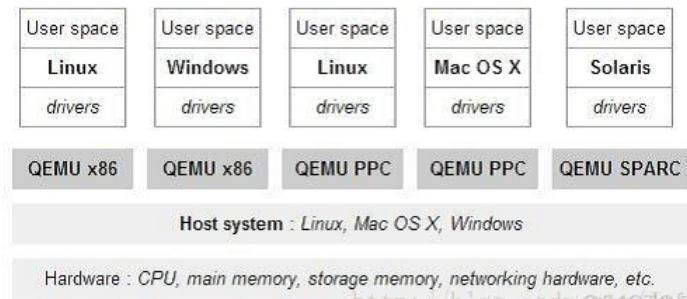 User space User space User space User space User space
Linux Windows Linux Mac OS X Solaris
drivers drivers drivers drivers drivers
QEMU x86 QEMU x86 QEMU PPC QEMU PPC QEMU SPARC
Host system : Linux, Mac OS X, Windows
Hardware : CPU, main memory, storage memory, networking hardware, etc.